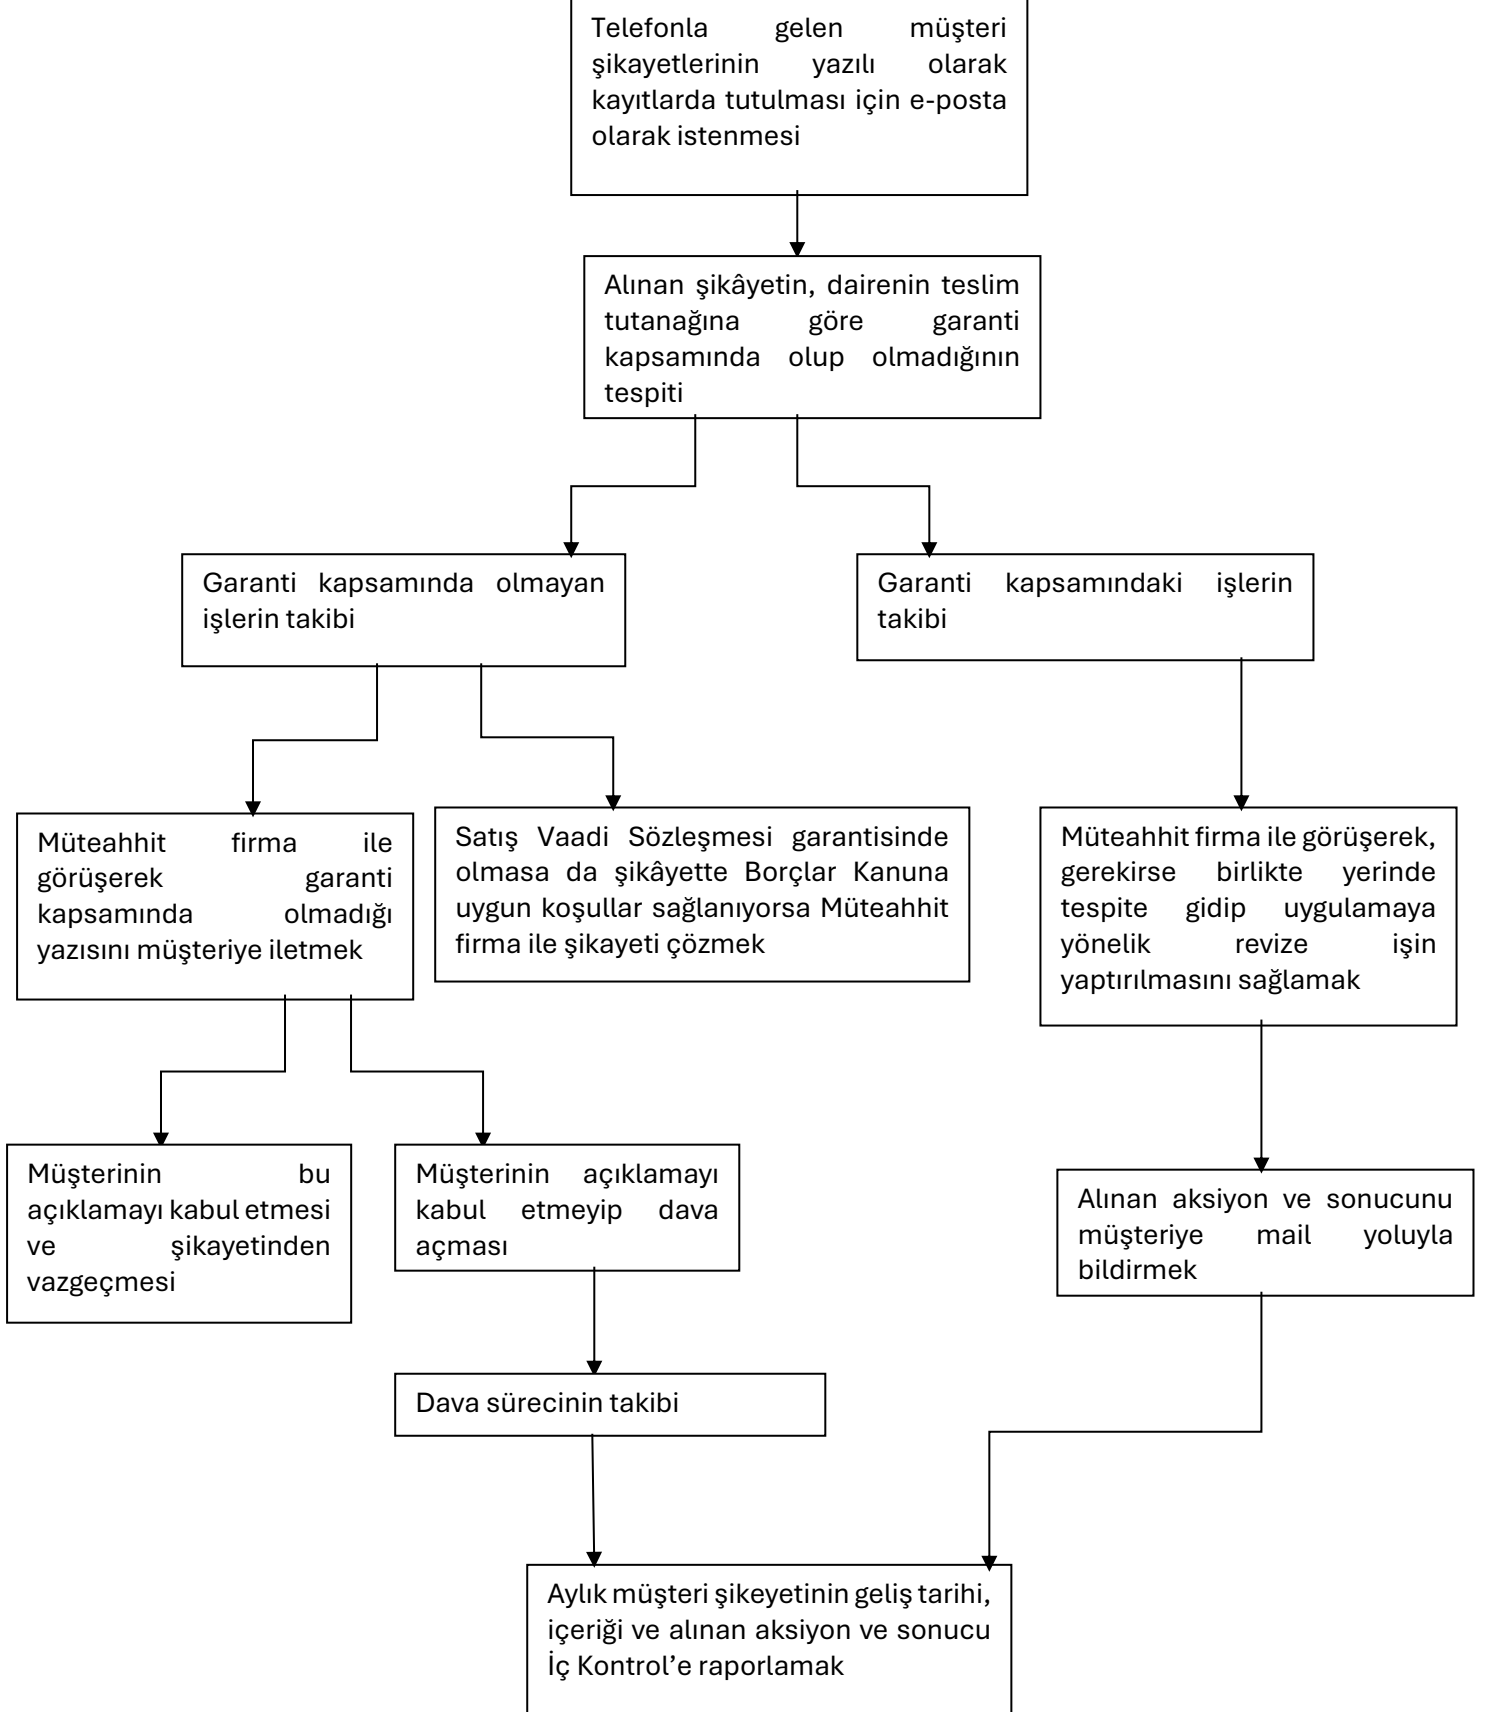 Telefonla gelen müşteri
şikayetlerinin yazılı olarak
kayıtlarda tutulması için e-posta
olarak istenmesi
Alınan şikâyetin, dairenin teslim
tutanağına göre garanti
kapsamında olup olmadığının
tespiti
Garanti kapsamında olmayan
işlerin takibi
Garanti kapsamındaki işlerin
takibi
Müteahhit firma ile
görüşerek garanti
kapsamında olmadığı
yazısını müşteriye iletmek
Satış Vaadi Sözleşmesi garantisinde
olmasa da şikâyette Borçlar Kanuna
uygun koşullar sağlanıyorsa Müteahhit
firma ile şikayeti çözmek
Müteahhit firma ile görüşerek,
gerekirse birlikte yerinde
tespite gidip uygulamaya
yönelik revize işin
yaptırılmasını sağlamak
Müşterinin bu
açıklamayı kabul etmesi
ve şikayetinden
vazgeçmesi
Müşterinin açıklamayı
kabul etmeyip dava
açması
Alınan aksiyon ve sonucunu
müşteriye mail yoluyla
bildirmek
Dava sürecinin takibi
Aylık müşteri şikeyetinin geliş tarihi,
içeriği ve alınan aksiyon ve sonucu
İç Kontrol’e raporlamak